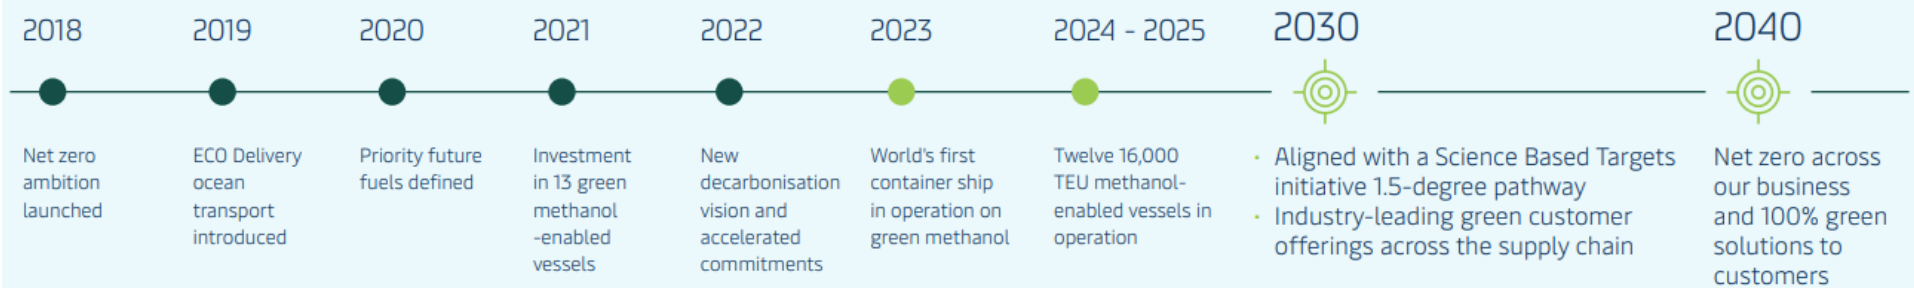 2018
Net zero
ambition
launched
2019
ECO Delivery
ocean
transport
introduced
2020
Priority future
fuels defined
2021
Investment
in 13 green
methanol
-enabled
vessels
2022
New
decarbonisation
vision and
accelerated
commitments
2023
World's first
container ship
in operation on
green methanol
2024 - 2025
Twelve 16,000
TEU methanol-
enabled vessels in
operation
2030
· Aligned with a Science Based Targets
initiative 1.5-degree pathway
· Industry-leading green customer
offerings across the supply chain
2040
Net zero across
our business
and 100% green
solutions to
customers